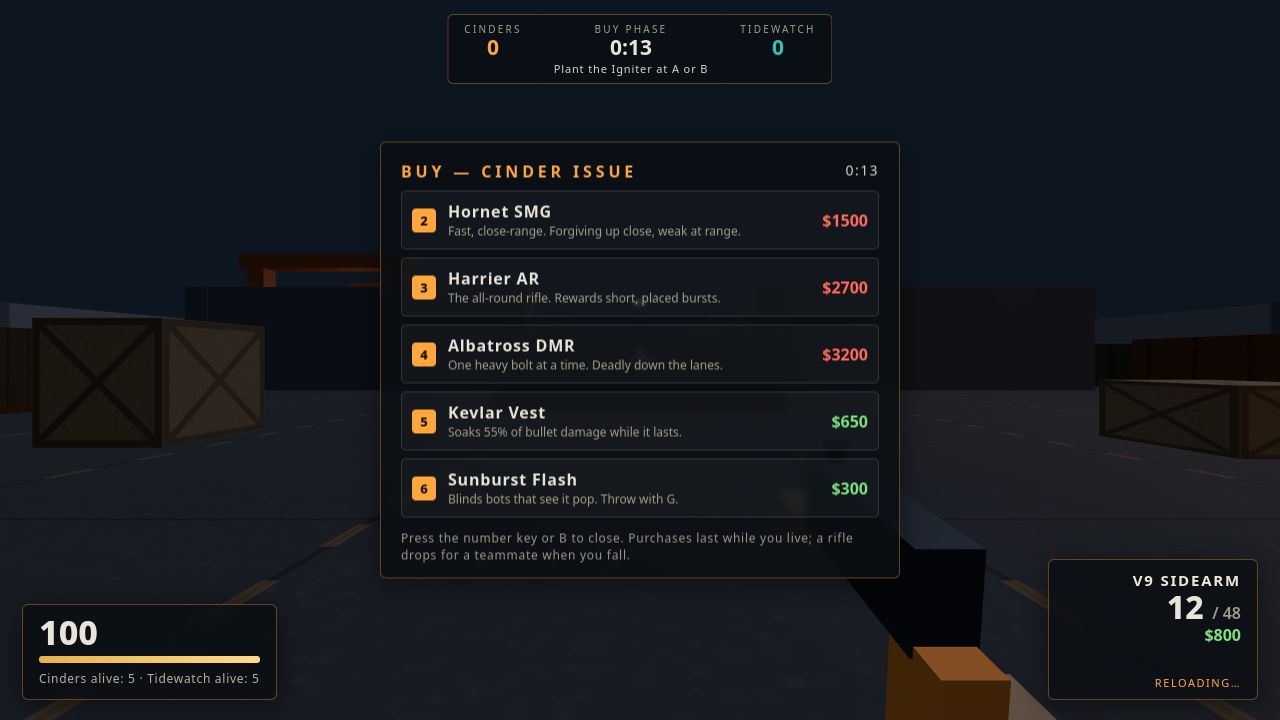 CINDERS
0
BUY PHASE
0:13
Plant the Igniter at A or B
TIDEWATCH
0
BUY — CINDER ISSUE
0:13
2
Hornet SMG
Fast, close-range. Forgiving up close, weak at range.
$1500
3
Harrier AR
The all-round rifle. Rewards short, placed bursts.
$2700
4
Albatross DMR
One heavy bolt at a time. Deadly down the lanes.
$3200
5
Kevlar Vest
Soaks 55% of bullet damage while it lasts.
$650
6
Sunburst Flash
Blinds bots that see it pop. Throw with G.
$300
Press the number key or B to close. Purchases last while you live; a rifle
drops for a teammate when you fall.
100
Cinders alive: 5 · Tidewatch alive: 5
V9 SIDEARM
12 / 48
$800
RELOADING…